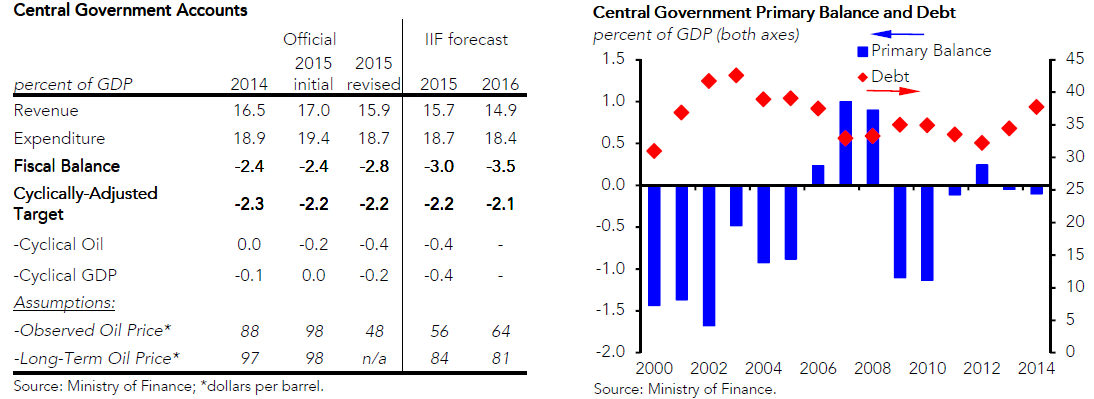 Central Government Accounts
Official IIF forecast
2015 2015
percent of GDP 2014 initial revised 2015 2016
Revenue 16.5 17.0 15.9 15.7 14.9
Expenditure 18.9 19.4 18.7 18.7 18.4
Fiscal Balance -2.4 -2.4 -2.8 -3.0 -3.5
Cyclically-Adjusted
Target -2.3 -2.2 -2.2 -2.2 -2.1
-Cyclical Oil 0.0 -0.2 -0.4 -0.4 -
-Cyclical GDP -0.1 0.0 -0.2 -0.4 -
Assumptions:
-Observed Oil Price* 88 98 48 56 64
-Long-Term Oil Price* 97 98 n/a 84 81
Source: Ministry of Finance; *dollars per barrel.
Central Government Primary Balance and Debt
percent of GDP (both axes)
Primary Balance
Debt
1.5 45
1.0 40
35
0.5 30
0.0 25
-0.5 20
15
-1.0 10
-1.5 5
-2.0 0
2000 2002 2004 2006 2008 2010 2012 2014
Source: Ministry of Finance.